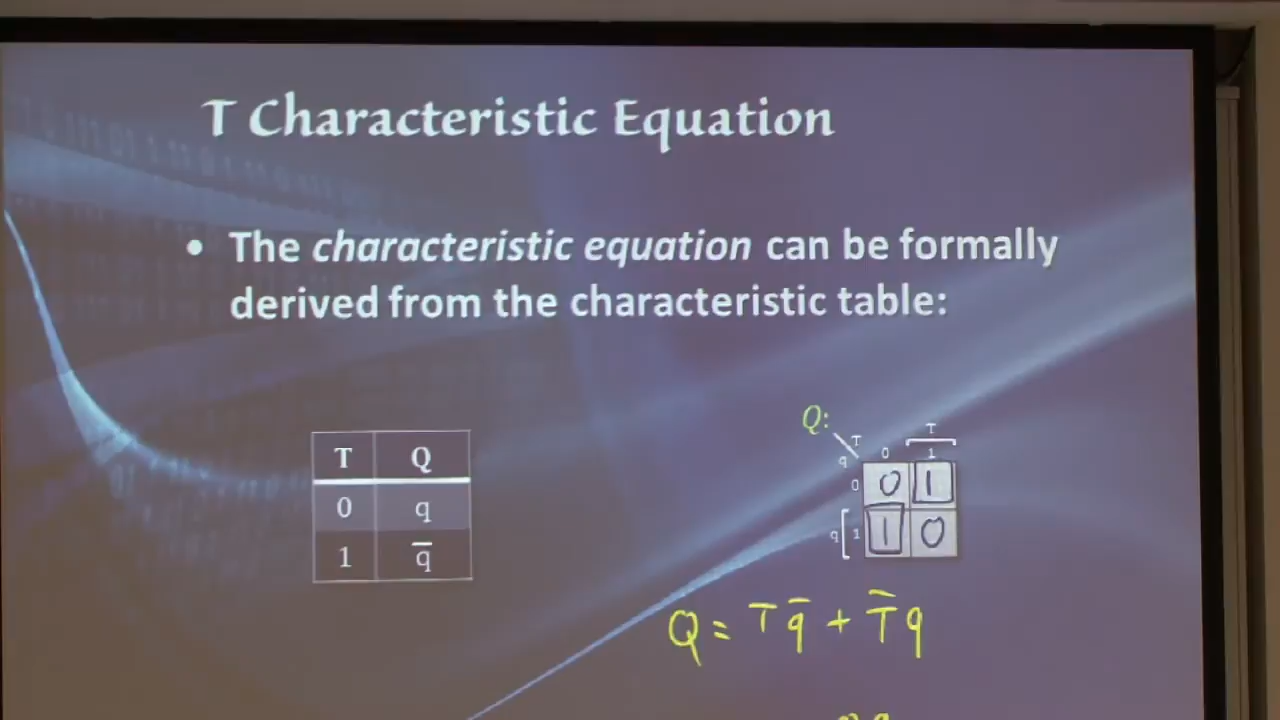 T Characteristic Equation
• The characteristic equation can be formally
derived from the characteristic table:
T Q
0 q
1 q̅
Q:
T
T
q 0 1
0 0 1
q 1 1 0
Q = T q̅ + T̅ q